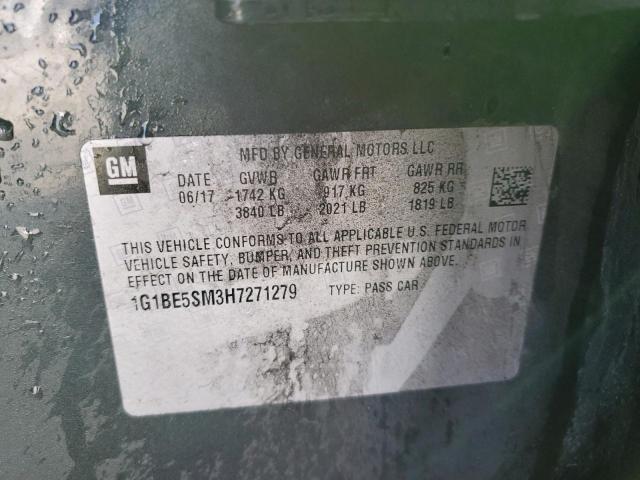 GM
MFD BY GENERAL MOTORS LLC
DATE GVWR GAWR FRT GAWR RR
06/17 1742 KG 917 KG 825 KG
3840 LB 2021 LB 1819 LB
THIS VEHICLE CONFORMS TO ALL APPLICABLE U.S. FEDERAL MOTOR
VEHICLE SAFETY, BUMPER, AND THEFT PREVENTION STANDARDS IN
EFFECT ON THE DATE OF MANUFACTURE SHOWN ABOVE.
1G1BE5SM3H7271279 TYPE: PASS CAR